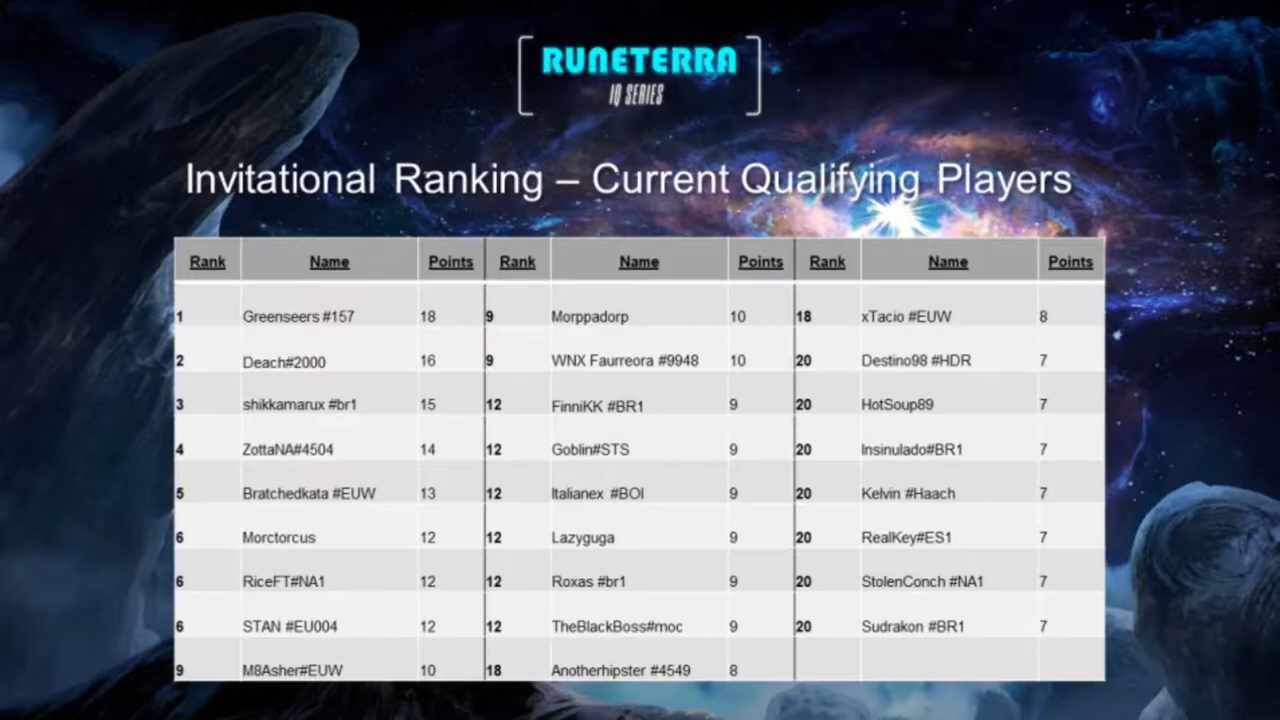 RUNETERRA
IQ SERIES
Invitational Ranking – Current Qualifying Players
Rank Name Points Rank Name Points Rank Name Points
1 Greenseers #157 18 9 Morppadorp 10 18 xTacio #EUW 8
2 Deach#2000 16 9 WNX Faurreora #9948 10 20 Destino98 #HDR 7
3 shikkamarux #br1 15 12 FinniKK #BR1 9 20 HotSoup89 7
4 ZottaNA#4504 14 12 Goblin#STS 9 20 Insinulado#BR1 7
5 Bratchedkata #EUW 13 12 Italianex #BOI 9 20 Kelvin #Haach 7
6 Morctorcus 12 12 Lazyguga 9 20 RealKey#ES1 7
6 RiceFT#NA1 12 12 Roxas #br1 9 20 StolenConch #NA1 7
6 STAN #EU004 12 12 TheBlackBoss#moc 9 20 Sudrakon #BR1 7
9 M8Asher#EUW 10 18 Anotherhipster #4549 8